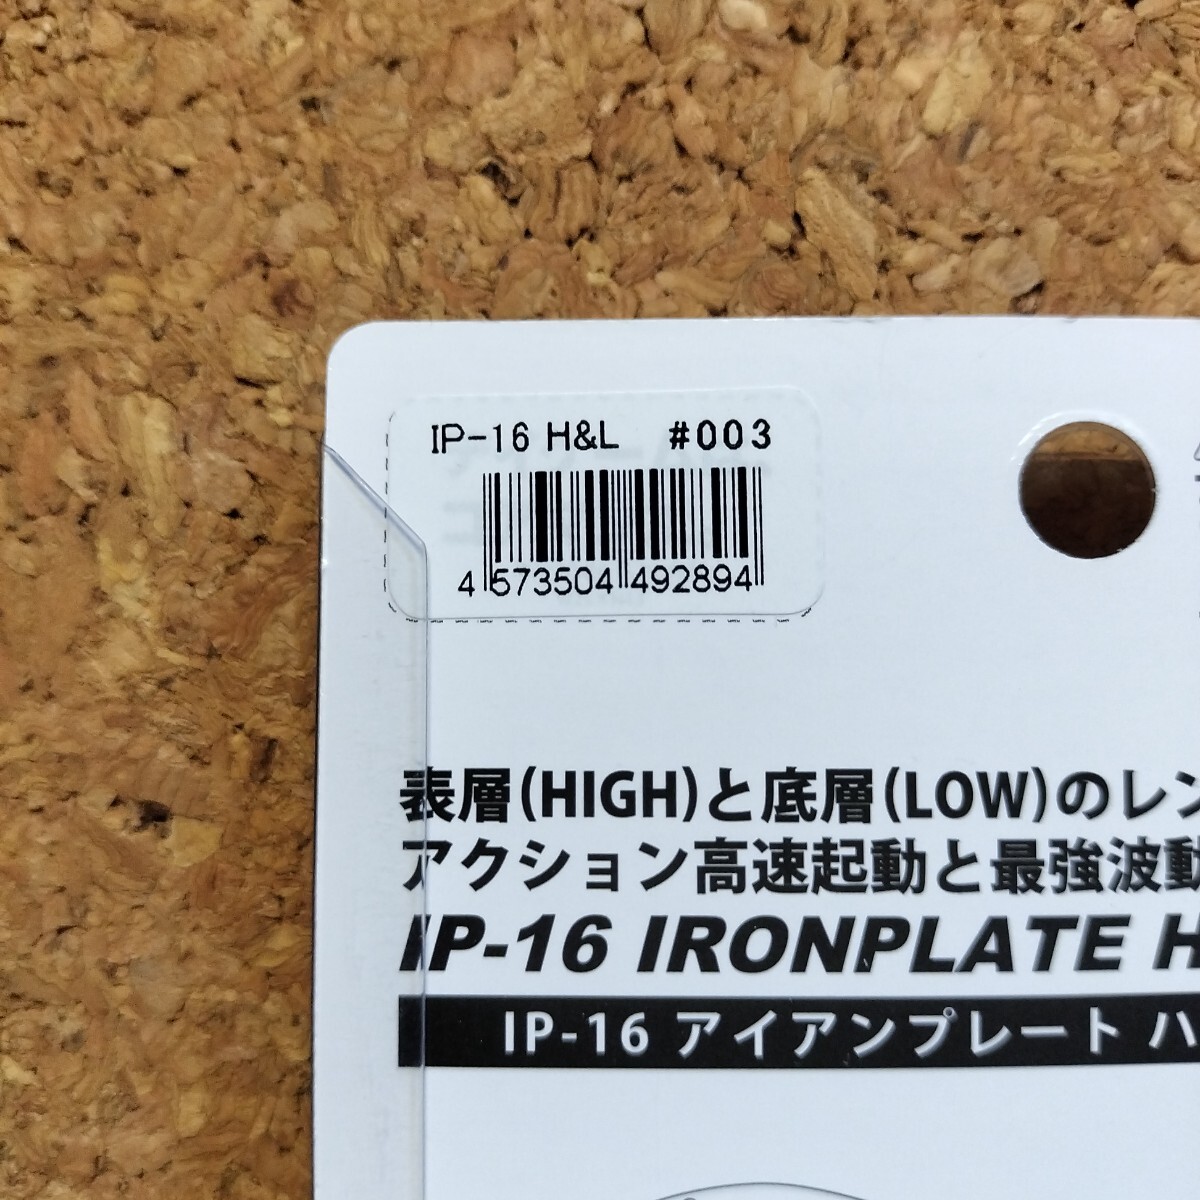 IP-16 H&L #003
4 573504 492894
表層(HIGH)と底層(LOW)のレン
アクション高速起動と最強波動
IP-16 IRONPLATE H
IP-16 アイアンプレート ハ